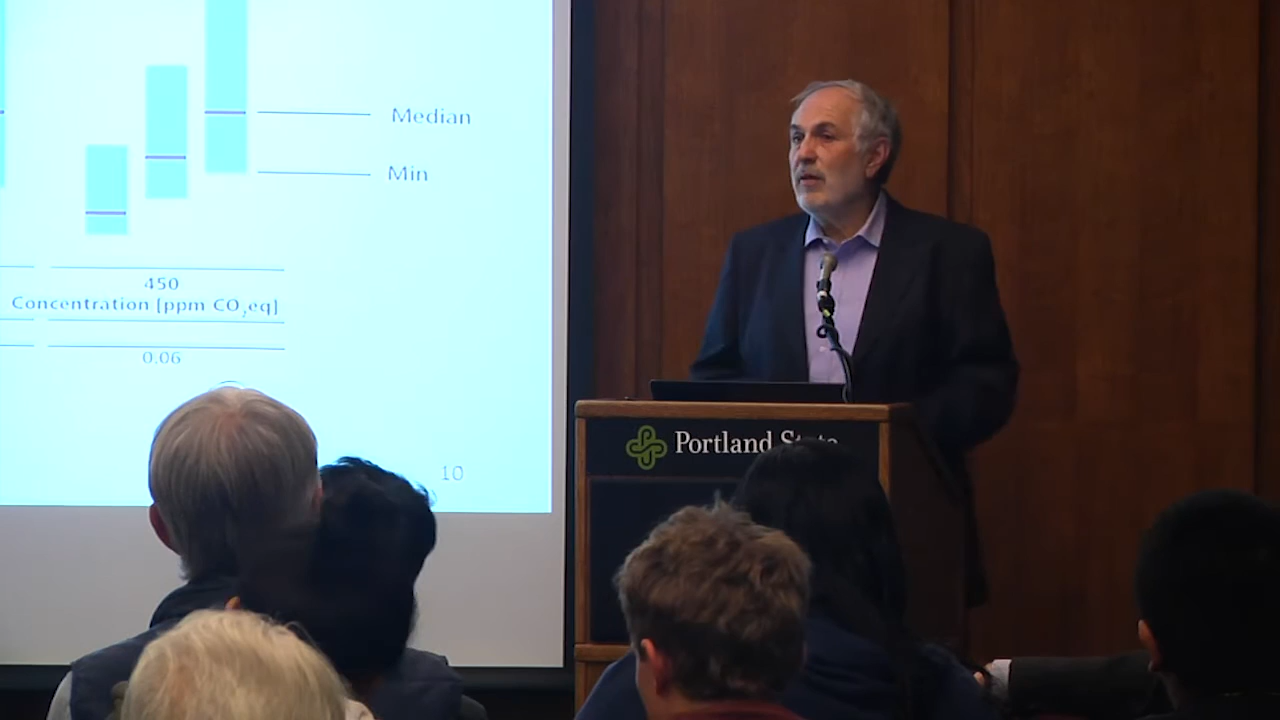 Median
Min
450
Concentration [ppm CO₂eq]
0.06
10
Portland State